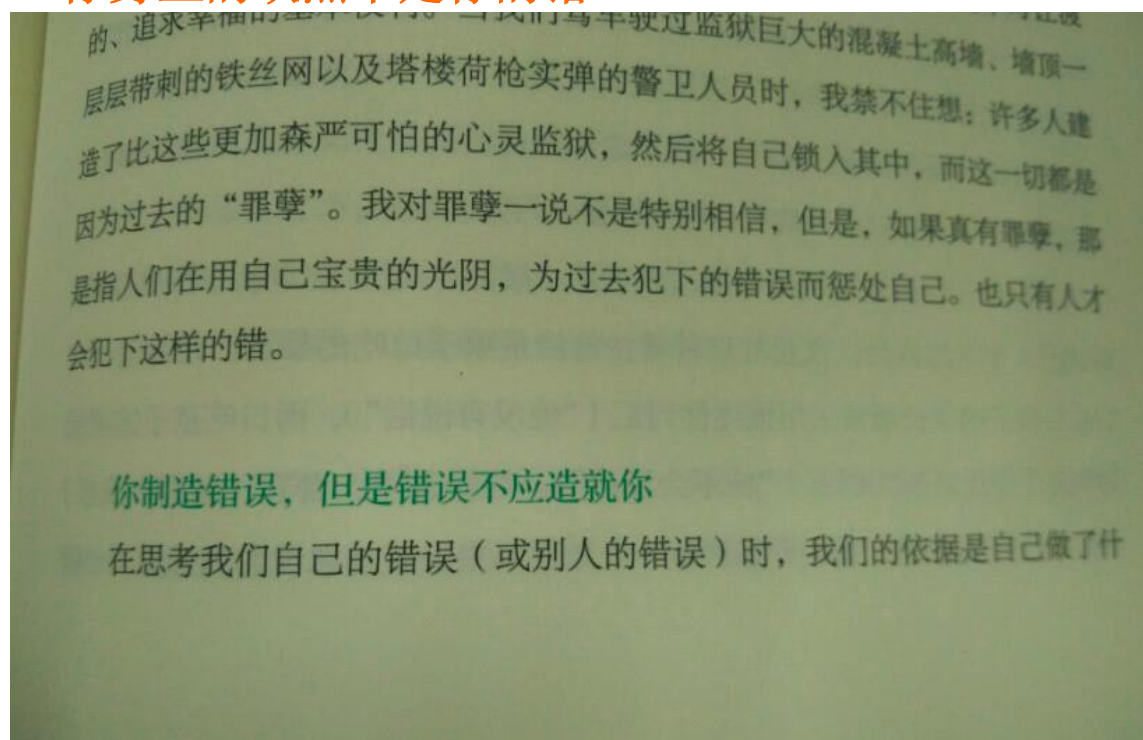 的、追求幸福的基本权利。当我们驾车驶过监狱巨大的混凝土高墙、墙顶一
层层带刺的铁丝网以及塔楼荷枪实弹的警卫人员时，我禁不住想：许多人建
造了比这些更加森严可怕的心灵监狱，然后将自己锁入其中，而这一切都是
因为过去的“罪孽”。我对罪孽一说不是特别相信，但是，如果真有罪孽，那
是指人们在用自己宝贵的光阴，为过去犯下的错误而惩处自己。也只有人才
会犯下这样的错。
你制造错误，但是错误不应造就你
在思考我们自己的错误（或别人的错误）时，我们的依据是自己做了什